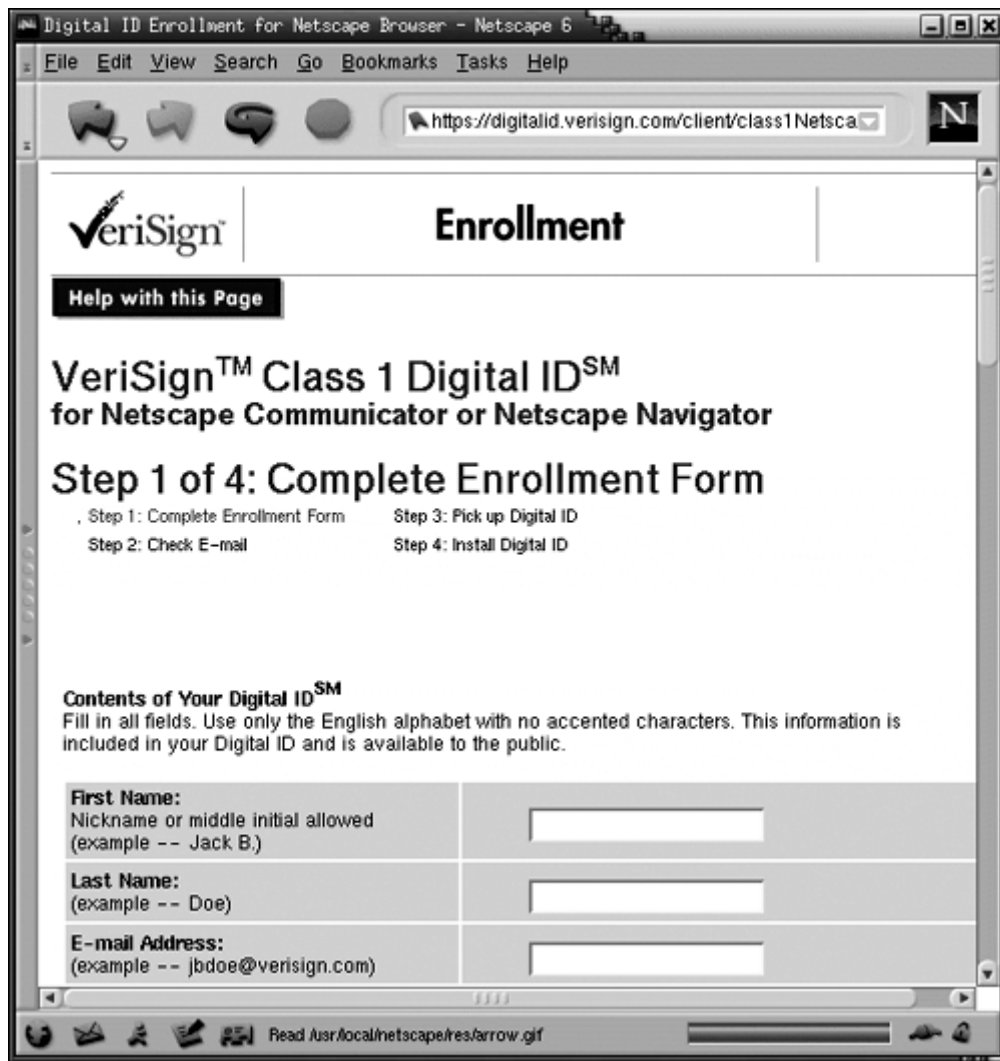 Digital ID Enrollment for Netscape Browser - Netscape 6
File Edit View Search Go Bookmarks Tasks Help
https://digitalid.verisign.com/client/class1Netsca
N
VeriSign™
Enrollment
Help with this Page
VeriSign™ Class 1 Digital ID℠
for Netscape Communicator or Netscape Navigator
Step 1 of 4: Complete Enrollment Form
Step 1: Complete Enrollment Form Step 3: Pick up Digital ID
Step 2: Check E-mail Step 4: Install Digital ID
Contents of Your Digital ID℠
Fill in all fields. Use only the English alphabet with no accented characters. This information is
included in your Digital ID and is available to the public.
First Name:
Nickname or middle initial allowed
(example -- Jack B.)
Last Name:
(example -- Doe)
E-mail Address:
(example -- jbdoe@verisign.com)
Read /usr/local/netscape/res/arrow.gif